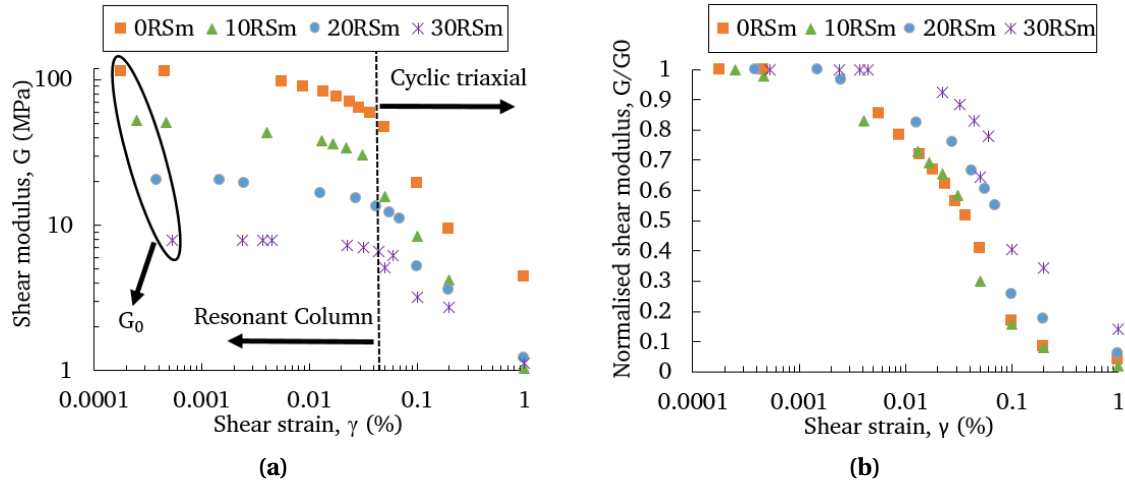 0RSm 10RSm 20RSm 30RSm
Shear modulus, G (MPa)
100
10
1
Cyclic triaxial
Resonant Column
G0
0.0001 0.001 0.01 0.1 1
Shear strain, γ (%)
(a)
0RSm 10RSm 20RSm 30RSm
Normalised shear modulus, G/G0
1
0.9
0.8
0.7
0.6
0.5
0.4
0.3
0.2
0.1
0
0.0001 0.001 0.01 0.1 1
Shear strain, γ (%)
(b)